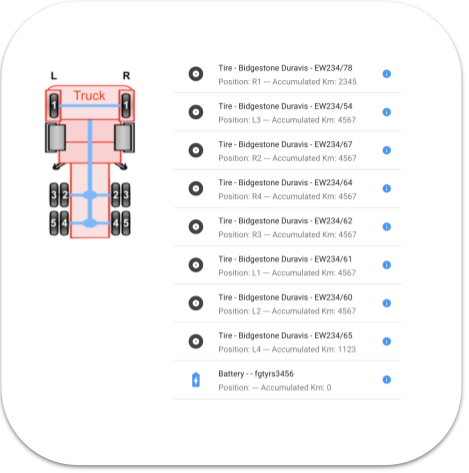 L R
Truck
1 1
3 2 2 3
5 4 4 5
Tire - Bidgestone Duravis - EW234/78
Position: R1 --- Accumulated Km: 2345
Tire - Bidgestone Duravis - EW234/54
Position: L3 --- Accumulated Km: 4567
Tire - Bidgestone Duravis - EW234/67
Position: R2 --- Accumulated Km: 4567
Tire - Bidgestone Duravis - EW234/64
Position: R4 --- Accumulated Km: 4567
Tire - Bidgestone Duravis - EW234/62
Position: R3 --- Accumulated Km: 4567
Tire - Bidgestone Duravis - EW234/61
Position: L1 --- Accumulated Km: 4567
Tire - Bidgestone Duravis - EW234/60
Position: L2 --- Accumulated Km: 4567
Tire - Bidgestone Duravis - EW234/65
Position: L4 --- Accumulated Km: 1123
Battery - - fgtyrs3456
Position: --- Accumulated Km: 0